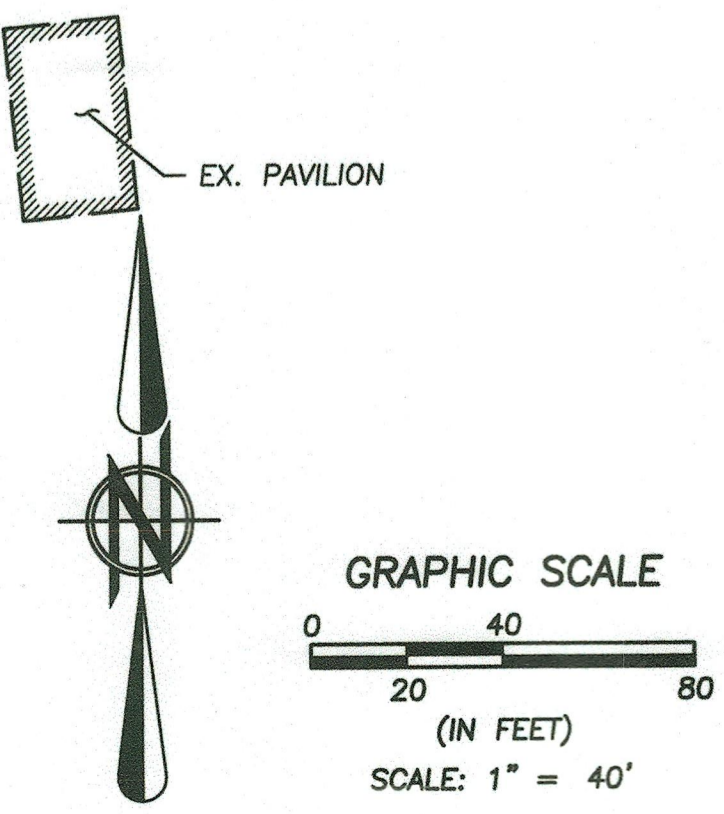 EX. PAVILION
N
GRAPHIC SCALE
0 40
20 80
(IN FEET)
SCALE: 1" = 40'